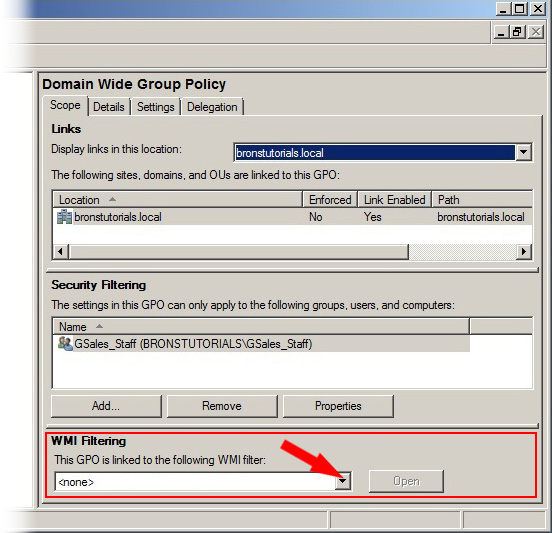 Domain Wide Group Policy
Scope Details Settings Delegation
Links
Display links in this location: bronstutorials.local
The following sites, domains, and OUs are linked to this GPO:
Location Enforced Link Enabled Path
bronstutorials.local No Yes bronstutorials.local
Security Filtering
The settings in this GPO can only apply to the following groups, users, and computers:
Name
GSales_Staff (BRONSTUTORIALS\GSales_Staff)
Add... Remove Properties
WMI Filtering
This GPO is linked to the following WMI filter:
<none> Open